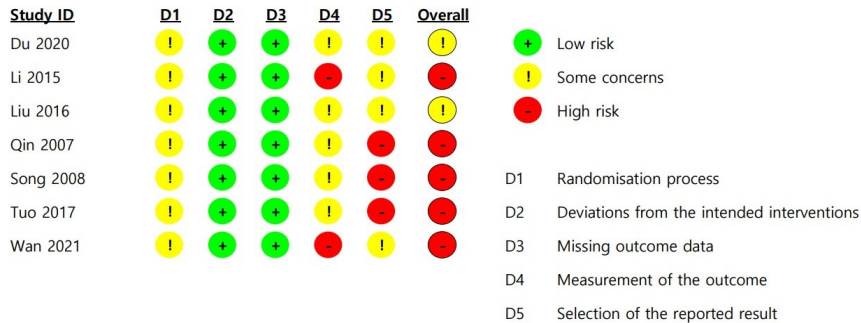 Study ID D1 D2 D3 D4 D5 Overall
Du 2020 ! + + ! ! !
Li 2015 ! + + - ! -
Liu 2016 ! + + ! ! !
Qin 2007 ! + + ! - -
Song 2008 ! + + ! - -
Tuo 2017 ! + + ! - -
Wan 2021 ! + + - ! -
+ Low risk
! Some concerns
- High risk
D1 Randomisation process
D2 Deviations from the intended interventions
D3 Missing outcome data
D4 Measurement of the outcome
D5 Selection of the reported result